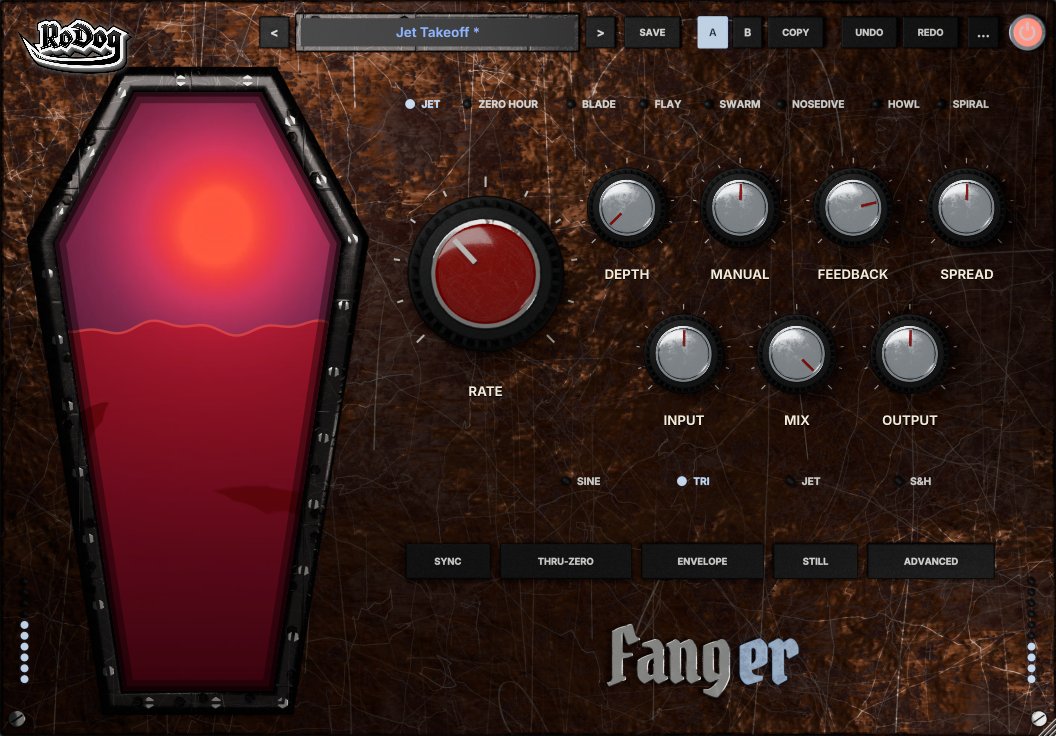 RoDog
< Jet Takeoff * > SAVE A B COPY UNDO REDO ...
JET ZERO HOUR BLADE FLAY SWARM NOSEDIVE HOWL SPIRAL
DEPTH MANUAL FEEDBACK SPREAD
RATE
INPUT MIX OUTPUT
SINE TRI JET S&H
SYNC THRU-ZERO ENVELOPE STILL ADVANCED
Fanger